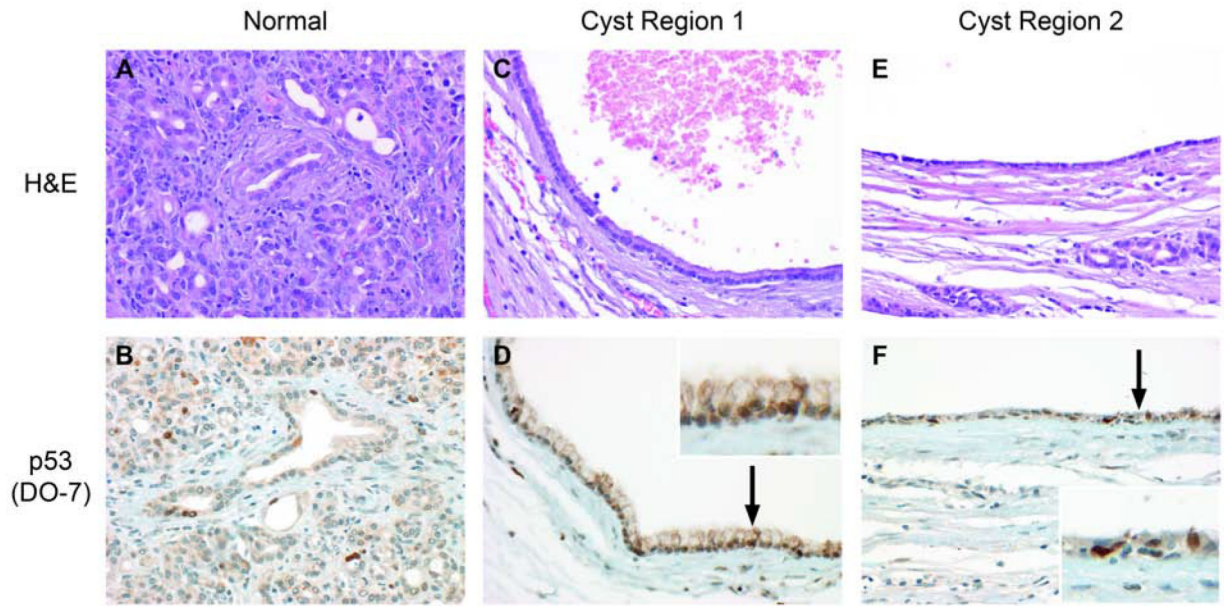 Normal
Cyst Region 1
Cyst Region 2
H&E
A
C
E
p53
(DO-7)
B
D
F